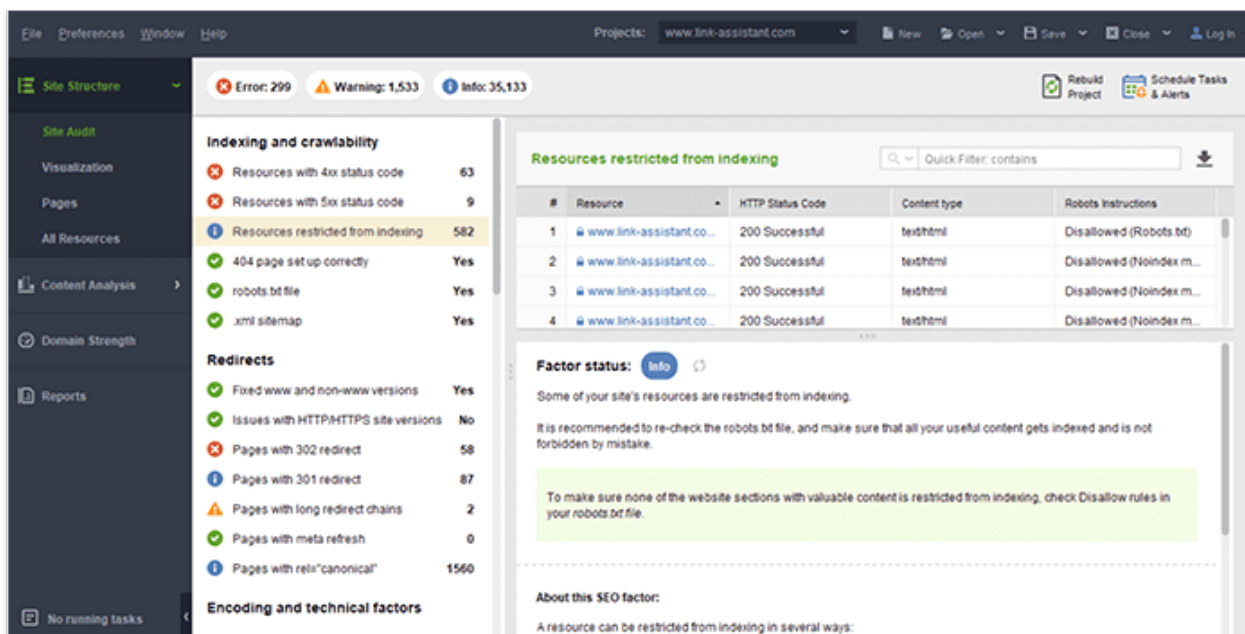 File Preferences Window Help Projects: www.link-assistant.com New Open Save Close Log In
Site Structure
Site Audit
Visualization
Pages
All Resources
Content Analysis
Domain Strength
Reports
No running tasks
Error: 299 Warning: 1,533 Info: 35,133
Rebuild Project
Schedule Tasks & Alerts
Indexing and crawlability
Resources with 4xx status code 63
Resources with 5xx status code 9
Resources restricted from indexing 582
404 page set up correctly Yes
robots.txt file Yes
.xml sitemap Yes
Redirects
Fixed www and non-www versions Yes
Issues with HTTP/HTTPS site versions No
Pages with 302 redirect 58
Pages with 301 redirect 87
Pages with long redirect chains 2
Pages with meta refresh 0
Pages with rel="canonical" 1560
Encoding and technical factors
Resources restricted from indexing Quick Filter: contains
# Resource HTTP Status Code Content type Robots Instructions
1 www.link-assistant.co... 200 Successful text/html Disallowed (Robots.txt)
2 www.link-assistant.co... 200 Successful text/html Disallowed (Noindex m...
3 www.link-assistant.co... 200 Successful text/html Disallowed (Noindex m...
4 www.link-assistant.co... 200 Successful text/html Disallowed (Noindex m...
Factor status: Info
Some of your site's resources are restricted from indexing.
It is recommended to re-check the robots.txt file, and make sure that all your useful content gets indexed and is not
forbidden by mistake.
To make sure none of the website sections with valuable content is restricted from indexing, check Disallow rules in
your robots.txt file.
About this SEO factor:
A resource can be restricted from indexing in several ways: